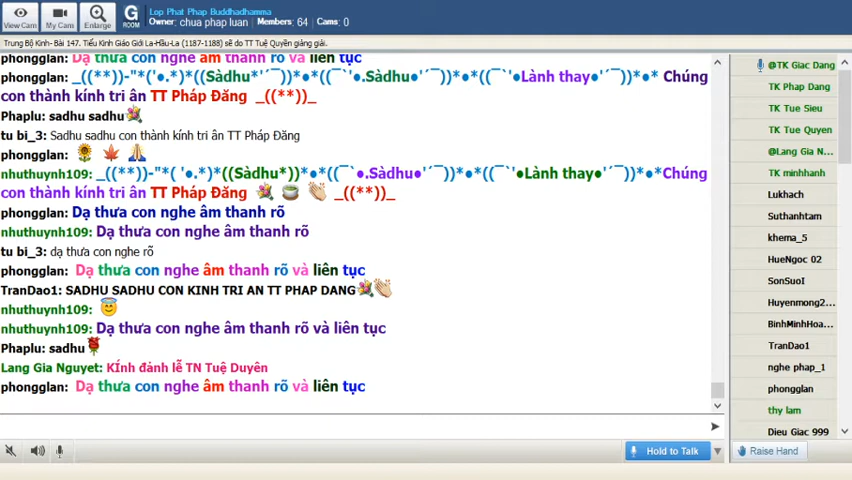 View Cam
My Cam
Enlarge
G ROOM
Lop Phat Phap Buddhadhamma
Owner: chua phap luan Members: 64 Cams: 0
Trung Bộ Kinh- Bài 147. Tiểu Kinh Giáo Giới La-Hầu-La (1187-1188) sẽ do TT Tuệ Quyền giảng giải.
Dạ thưa con nghe âm thanh rõ và liên tục
phongglan: _((**))-"*('●.*)*((Sàdhu*'´¯))*●*((¯`'●.Sàdhu●'´¯))*●*((¯`'●Lành thay●'´¯))*●* Chúng
con thành kính tri ân TT Pháp Đăng _((**))_
Phaplu: sadhu sadhu
tu bi_3: Sadhu sadhu con thành kính tri ân TT Pháp Đăng
phongglan:
nhuthuynh109: _((**))-"*( '●.*)*((Sàdhu*))*●*((¯`●.Sàdhu●'´¯))*●*((¯`'●Lành thay●'´¯))*●*Chúng
con thành kính tri ân TT Pháp Đăng _((**))_
phongglan: Dạ thưa con nghe âm thanh rõ
nhuthuynh109: Dạ thưa con nghe âm thanh rõ
tu bi_3: dạ thưa con nghe rõ
phongglan: Dạ thưa con nghe âm thanh rõ và liên tục
TranDao1: SADHU SADHU CON KINH TRI AN TT PHAP DANG
nhuthuynh109:
nhuthuynh109: Dạ thưa con nghe âm thanh rõ và liên tục
Phaplu: sadhu
Lang Gia Nguyet: KÍnh đảnh lễ TN Tuệ Duyên
phongglan: Dạ thưa con nghe âm thanh rõ và liên tục
Hold to Talk
@TK Giac Dang
TK Phap Dang
TK Tue Sieu
TK Tue Quyen
@Lang Gia N...
TK minhhanh
Lukhach
Suthanhtam
khema_5
HueNgoc 02
SonSuoI
Huyenmong2...
BinhMinhHoa...
TranDao1
nghe phap_1
phongglan
thy lam
Dieu Giac 999
Raise Hand